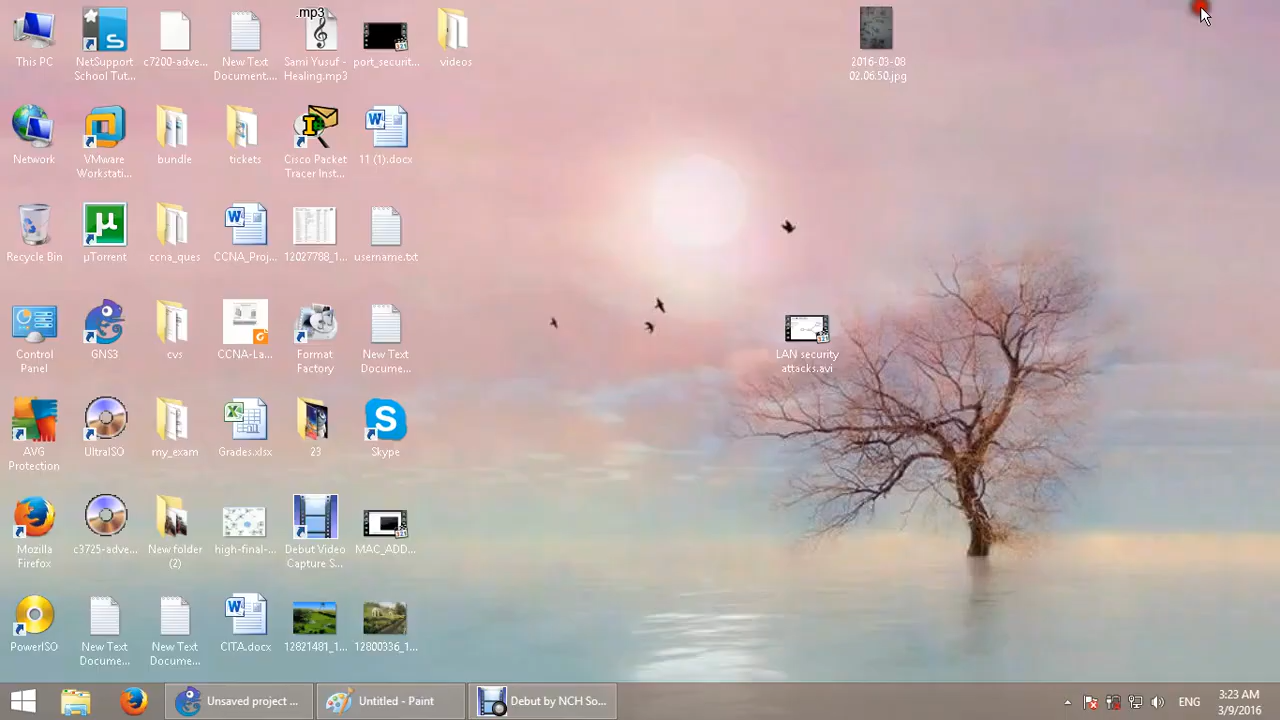 This PC
NetSupport
School Tut...
c7200-adve...
New Text
Document....
.mp3
Sami Yusuf -
Healing.mp3
port_securit...
videos
2016-03-08
02.06.50.jpg
Network
VMware
Workstati...
bundle
tickets
Cisco Packet
Tracer Inst...
11 (1).docx
Recycle Bin
µTorrent
ccna_ques
CCNA_Proj...
12027788_1...
username.txt
Control
Panel
GNS3
cvs
CCNA-La...
Format
Factory
New Text
Docume...
LAN security
attacks.avi
AVG
Protection
UltraISO
my_exam
Grades.xlsx
23
Skype
Mozilla
Firefox
c3725-adve...
New folder
(2)
high-final-...
Debut Video
Capture S...
MAC_ADD...
PowerISO
New Text
Docume...
New Text
Docume...
CITA.docx
12821481_1...
12800336_1...
Unsaved project ...
Untitled - Paint
Debut by NCH So...
ENG
3:23 AM
3/9/2016